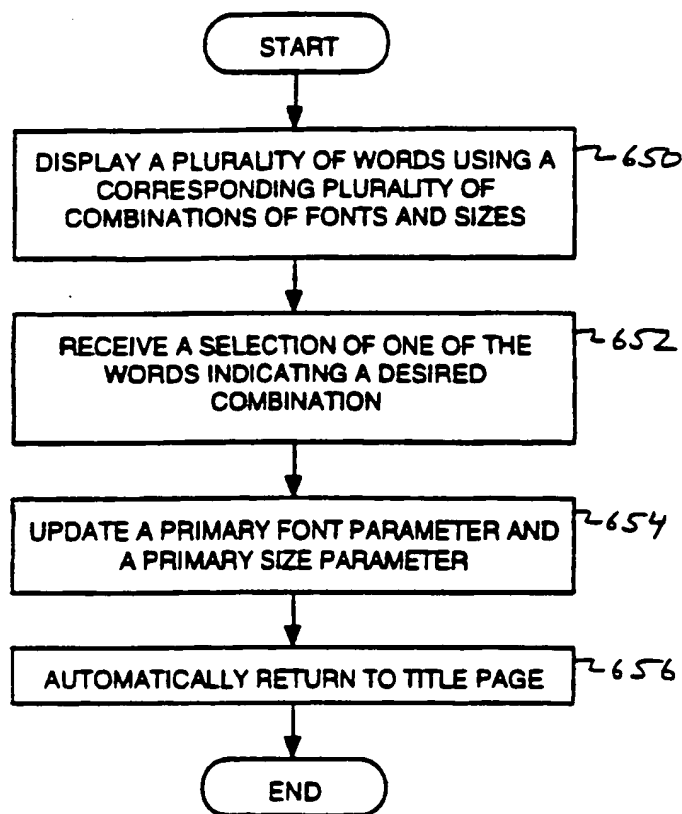 START
DISPLAY A PLURALITY OF WORDS USING A
650
CORRESPONDING PLURALITY OF
COMBINATIONS OF FONTS AND SIZES
RECEIVE A SELECTION OF ONE OF THE
652
WORDS INDICATING A DESIRED
COMBINATION
UPDATE A PRIMARY FONT PARAMETER AND
654
A PRIMARY SIZE PARAMETER
AUTOMATICALLY RETURN TO TITLE PAGE
656
END